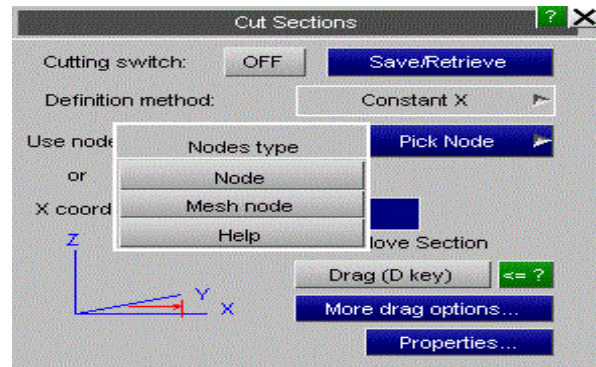 Cut Sections ?
Cutting switch: OFF Save/Retrieve
Definition method: Constant X
Use node Pick Node
Nodes type
or Node
X coord Mesh node
Help
love Section
Z
Y
X
Drag (D key) <= ?
More drag options...
Properties...